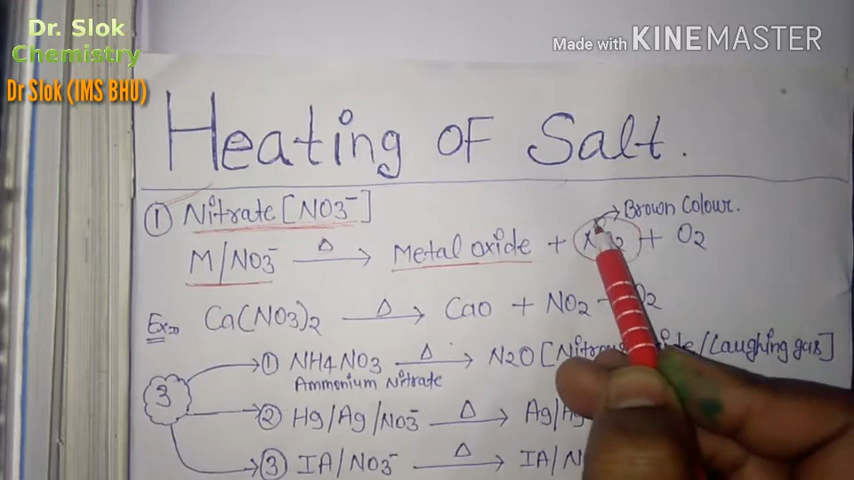 Dr. Slok
Chemistry
Dr Slok (IMS BHU)
Made with KINEMASTER
Heating OF Salt.
① Nitrate [NO3⁻]
Brown Colour.
M/NO3⁻ Δ→ Metal oxide + + O2
Ex:⇒ Ca(NO3)2 Δ→ CaO + NO2 O2
3
① NH4NO3 Δ→ N2O [ /Laughing gas]
Ammonium Nitrate
② Hg/Ag/NO3⁻ Δ→
③ IA/NO3⁻ Δ→